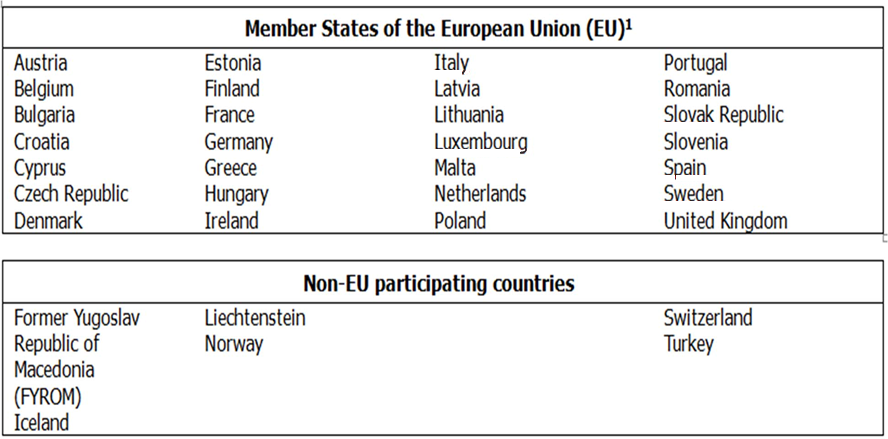 Member States of the European Union (EU)1
Austria Estonia Italy Portugal
Belgium Finland Latvia Romania
Bulgaria France Lithuania Slovak Republic
Croatia Germany Luxembourg Slovenia
Cyprus Greece Malta Spain
Czech Republic Hungary Netherlands Sweden
Denmark Ireland Poland United Kingdom
Non-EU participating countries
Former Yugoslav Liechtenstein Switzerland
Republic of Norway Turkey
Macedonia
(FYROM)
Iceland